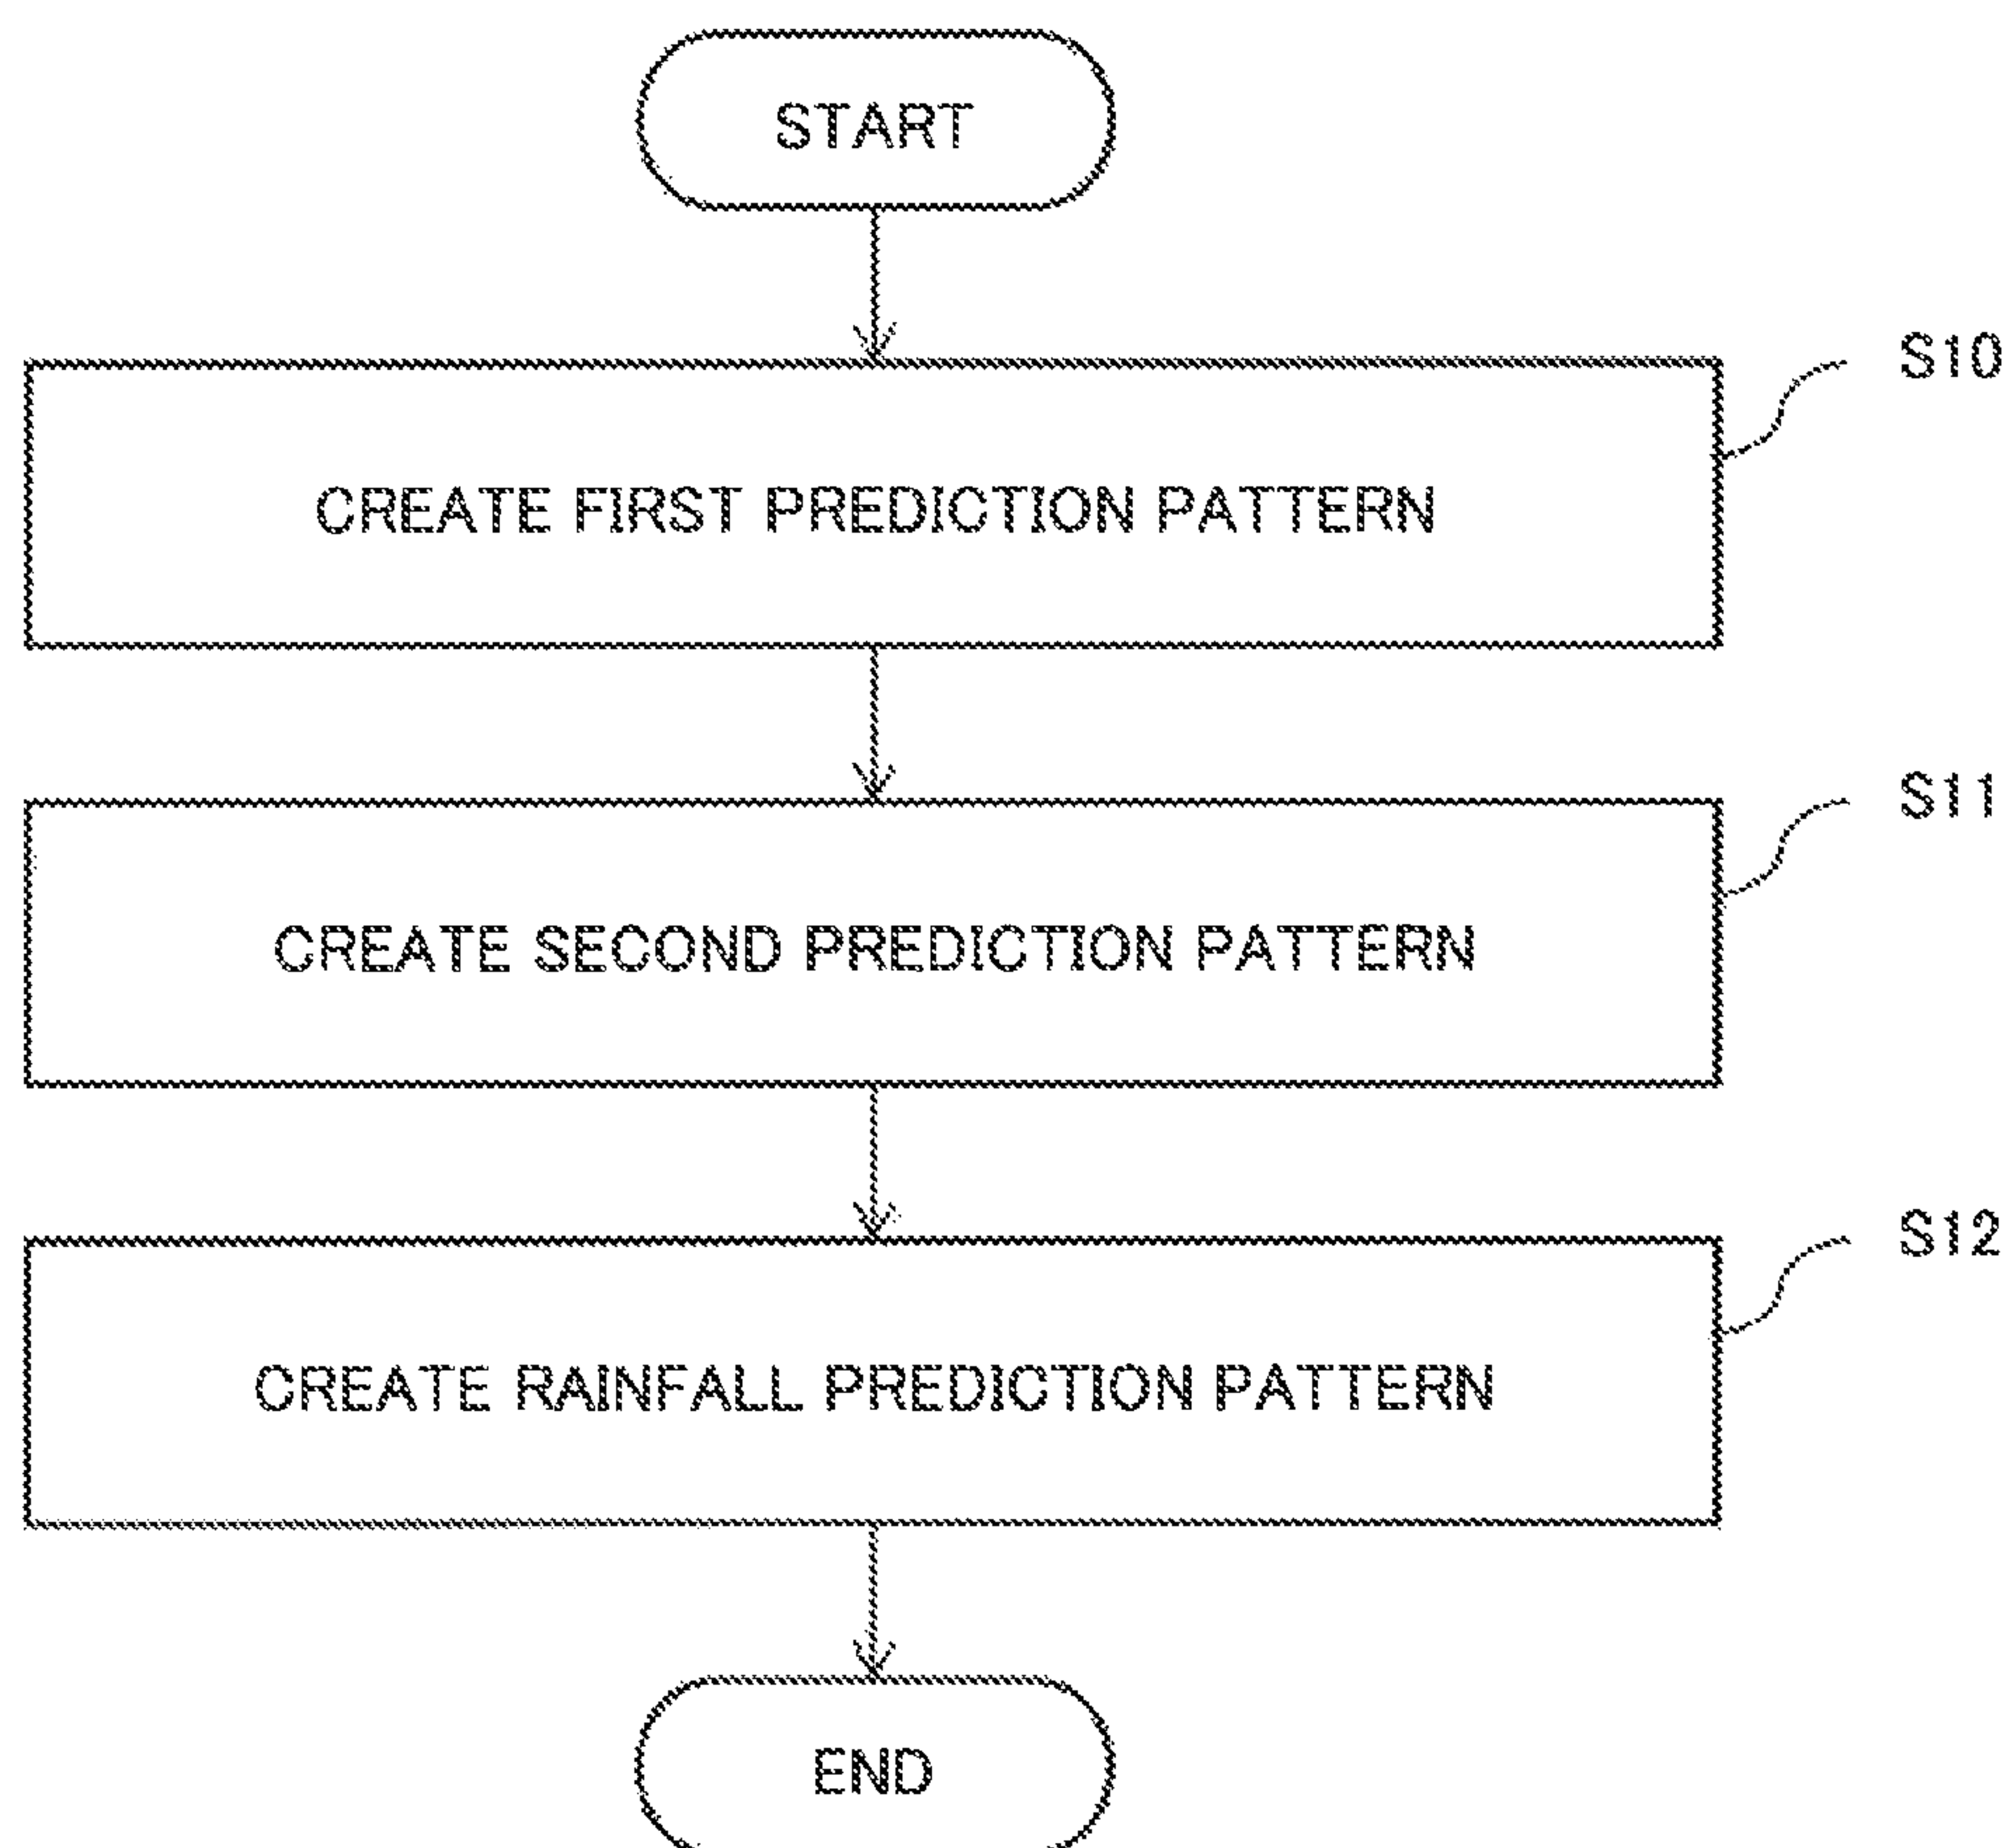 START
S10
CREATE FIRST PREDICTION PATTERN
S11
CREATE SECOND PREDICTION PATTERN
S12
CREATE RAINFALL PREDICTION PATTERN
END